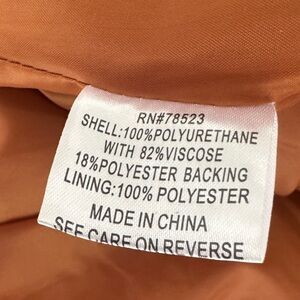 RN#78523
SHELL:100%POLYURETHANE
WITH 82%VISCOSE
18%POLYESTER BACKING
LINING:100% POLYESTER
MADE IN CHINA
SEE CARE ON REVERSE